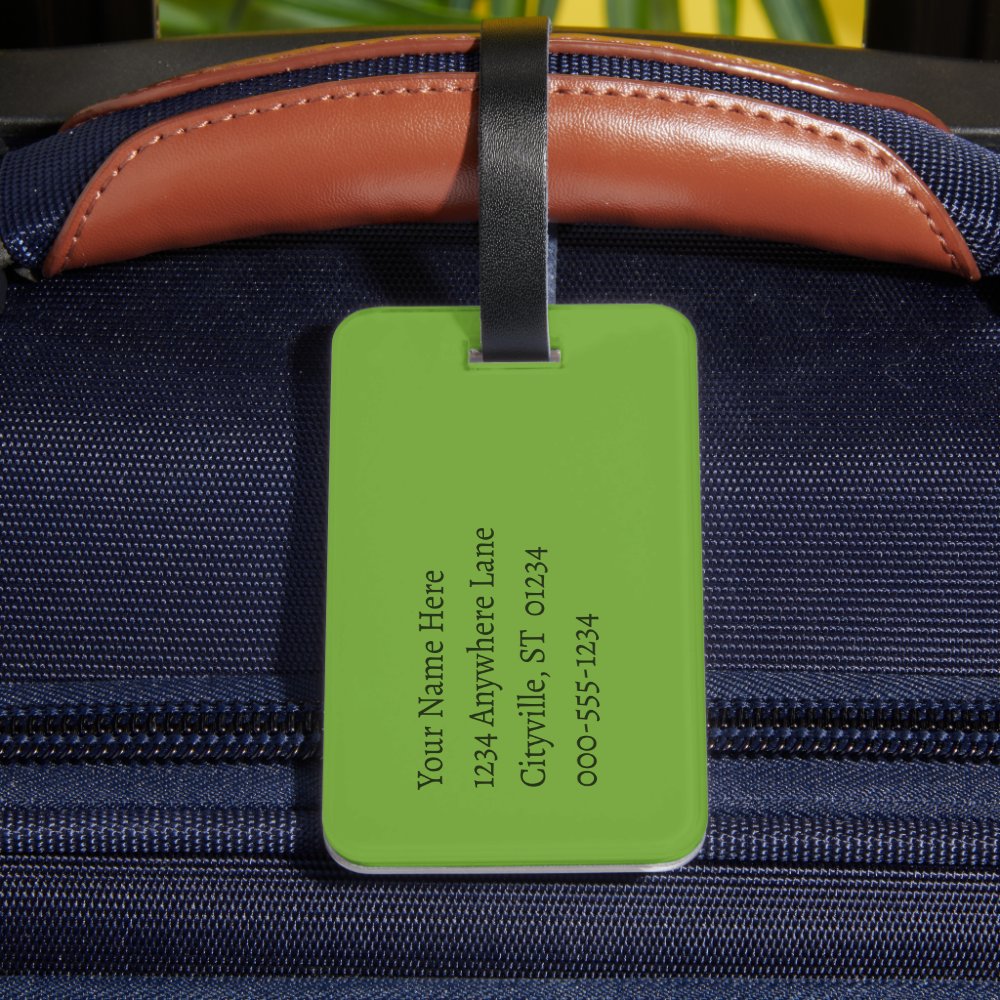 Your Name Here
1234 Anywhere Lane
Cityville, ST 01234
000-555-1234